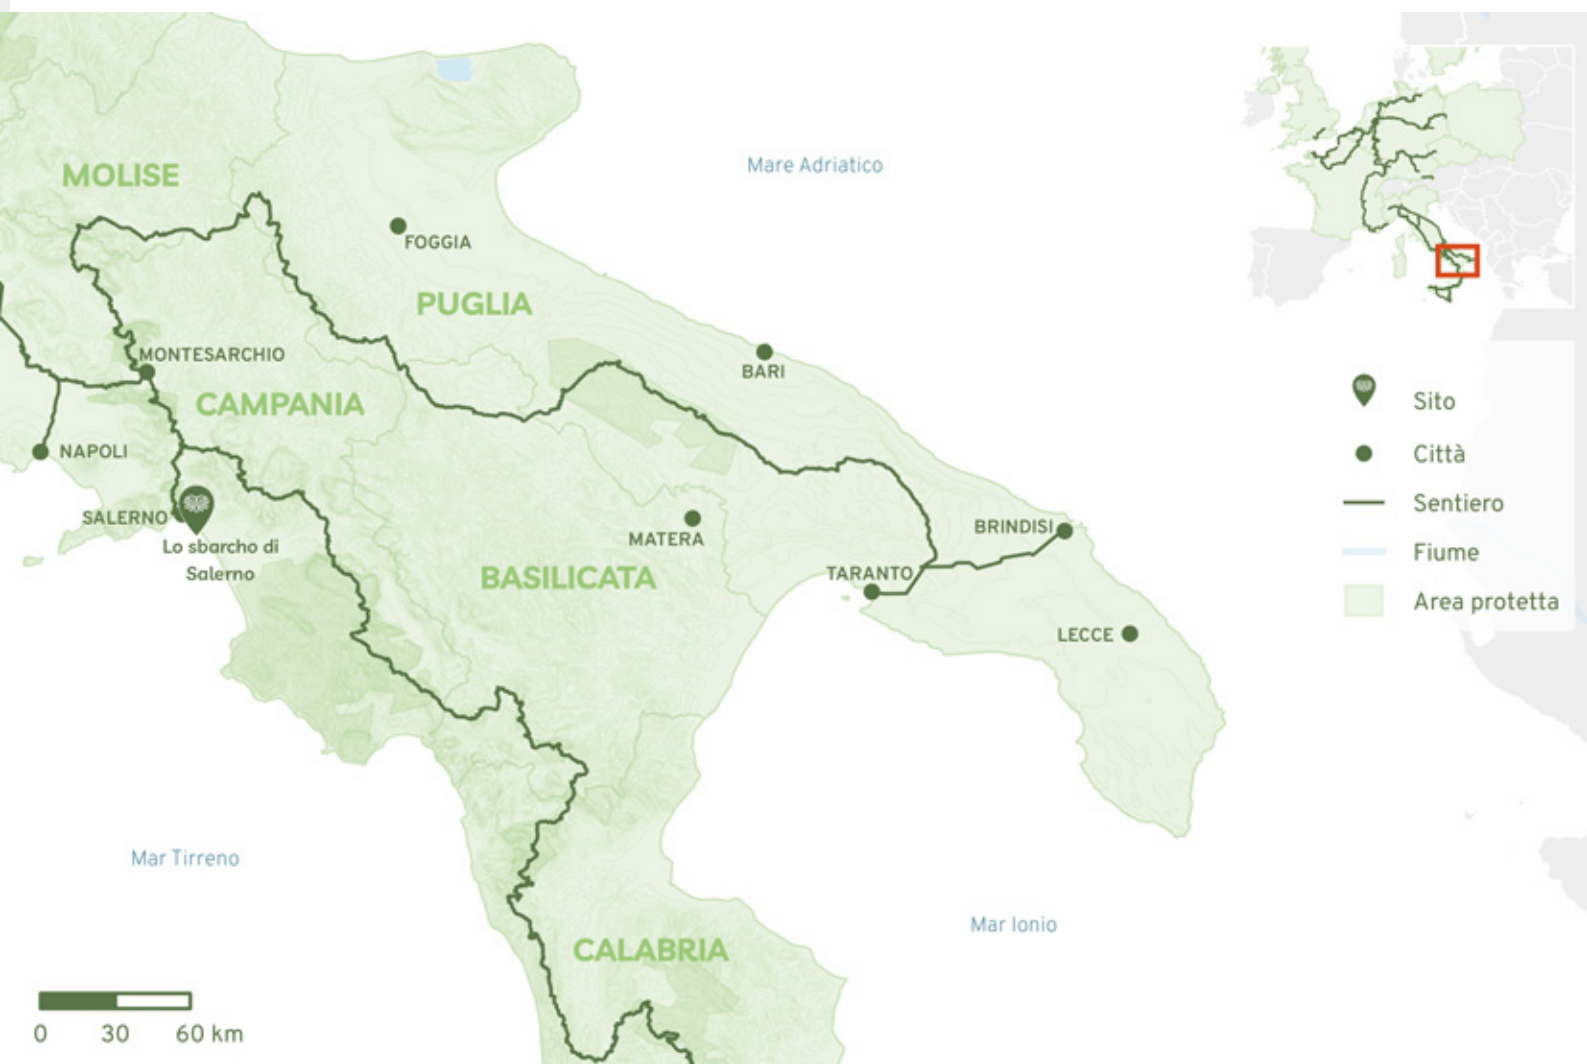 MOLISE
Mare Adriatico
FOGGIA
PUGLIA
MONTESARCHIO
BARI
CAMPANIA
NAPOLI
SALERNO
Lo sbarcho di
Salerno
MATERA
BRINDISI
BASILICATA
TARANTO
LECCE
Mar Tirreno
Mar Ionio
CALABRIA
0 30 60 km
Sito
Città
Sentiero
Fiume
Area protetta